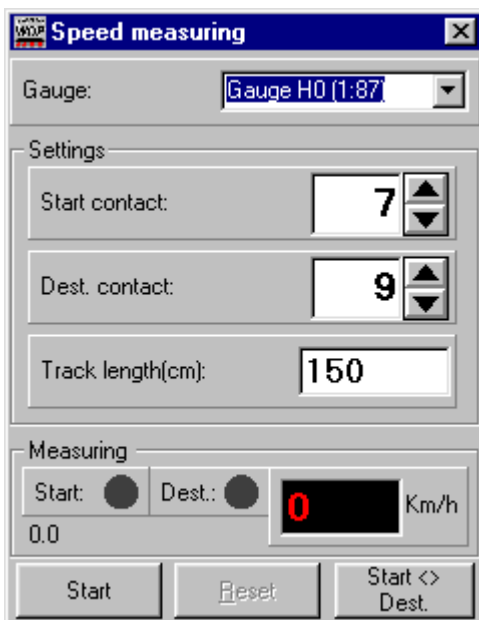 Speed measuring
Gauge: Gauge H0 (1:87)
Settings
Start contact: 7
Dest. contact: 9
Track length(cm): 150
Measuring
Start: Dest.: 0 Km/h
0.0
Start Reset Start <>
Dest.